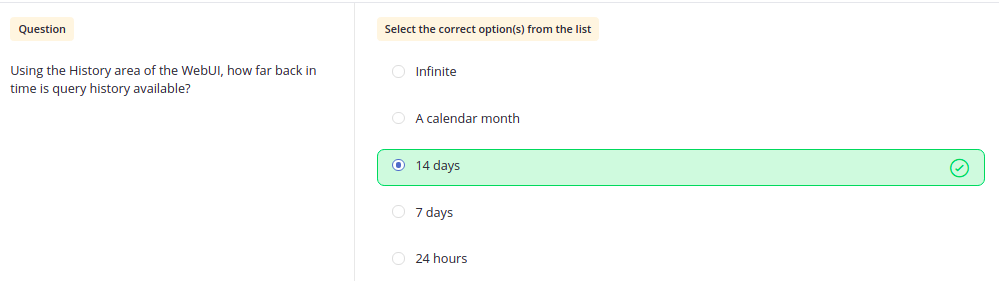 Question
Using the History area of the WebUI, how far back in
time is query history available?
Select the correct option(s) from the list
Infinite
A calendar month
14 days
7 days
24 hours